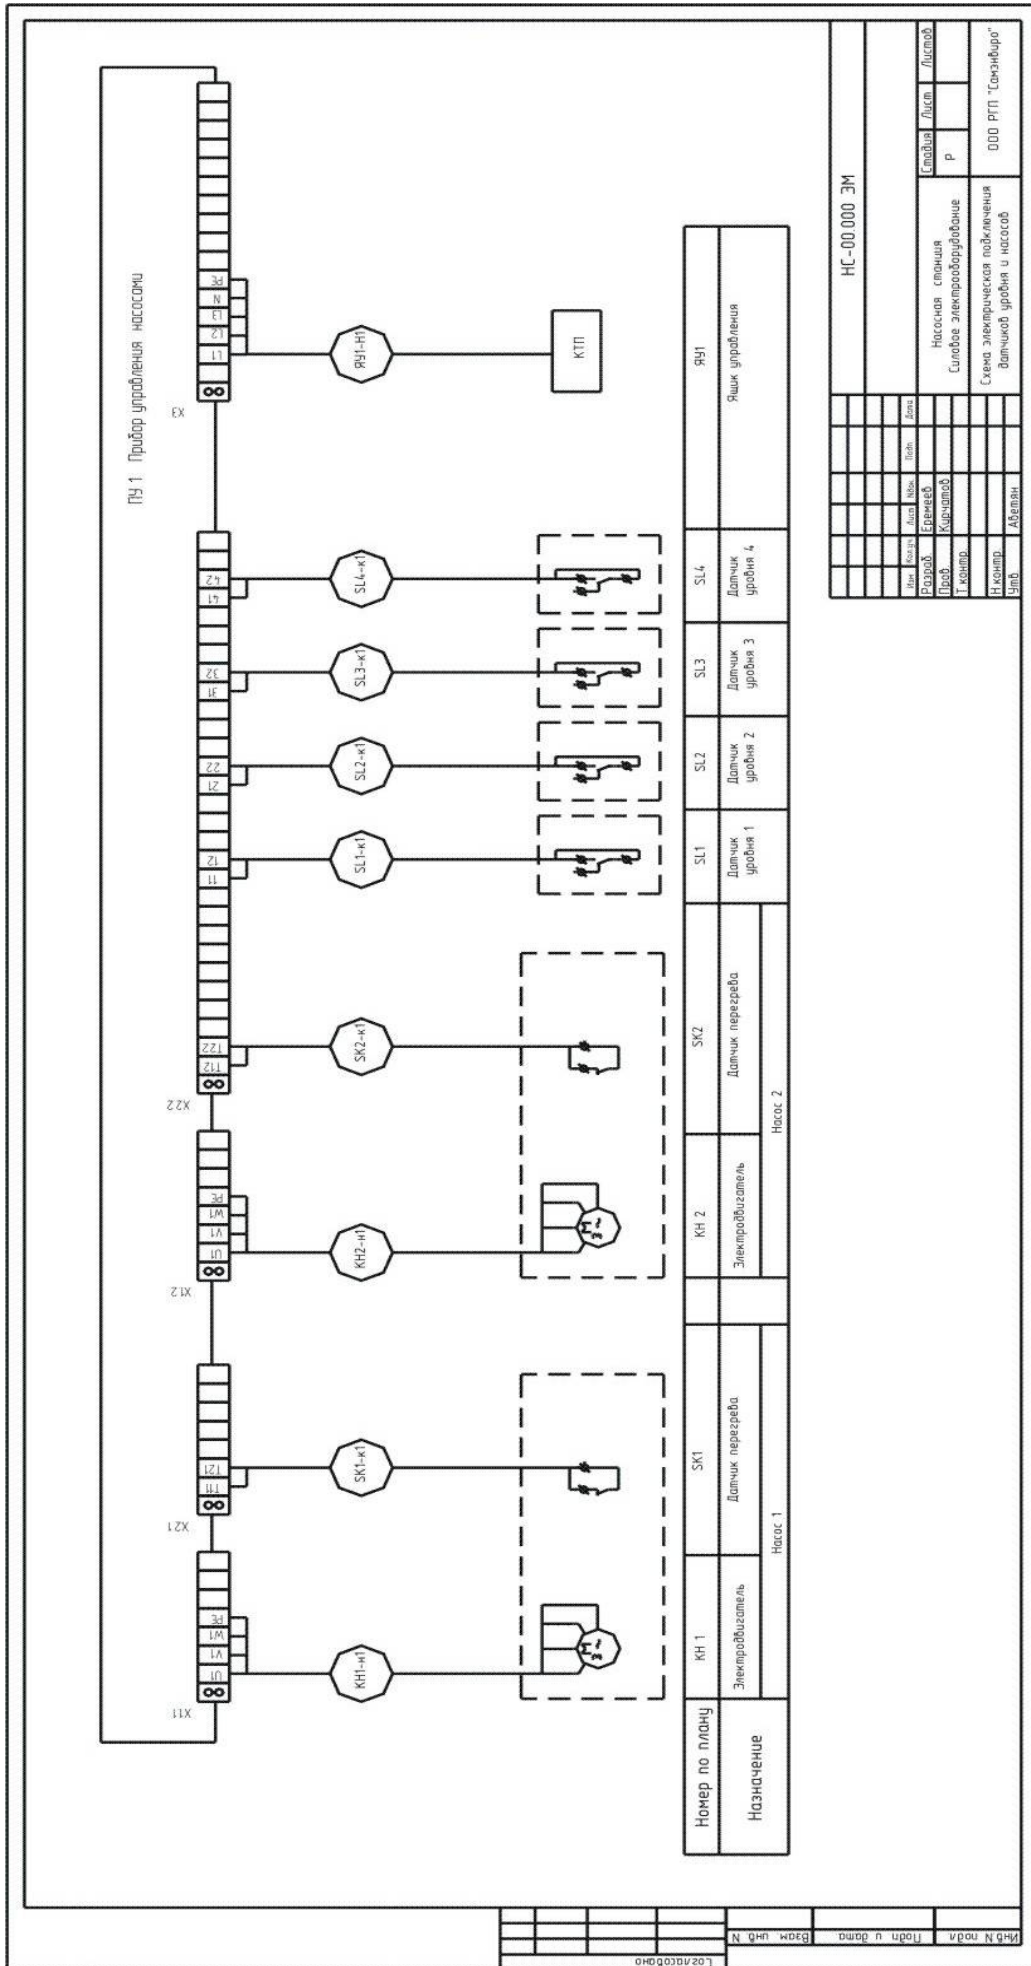 ПУ 1 Прибор управления насосами
X11
U1 V1 W1 PE
X21
T11 T21
X12
U1 V1 W1 PE
X22
T12 T22
11 12
21 22
31 32
41 42
X3
L1 L2 L3 N PE
КН1-н1
SK1-к1
КН2-н1
SK2-к1
SL1-к1
SL2-к1
SL3-к1
SL4-к1
ЯУ1-Н1
М
3~
М
3~
КТП
Номер по плану
КН 1
SK1
КН 2
SK2
SL1
SL2
SL3
SL4
ЯУ1
Назначение
Электродвигатель
Датчик перегрева
Электродвигатель
Датчик перегрева
Датчик
уровня 1
Датчик
уровня 2
Датчик
уровня 3
Датчик
уровня 4
Ящик управления
Насос 1
Насос 2
НС-00.000 ЭМ
Изм Кол.уч Лист №док Подп Дата
Разраб Еремеев
Пров. Курчатов
Т.контр.
Н.контр.
Утв Аветян
Насосная станция
Силовое электрооборудование
Стадия Лист Листов
Р
Схема электрическая подключения
датчиков уровня и насосов
ООО РГП "Самэнвиро"
Согласовано
Взам инв N
Подп и дата
Инв N подл